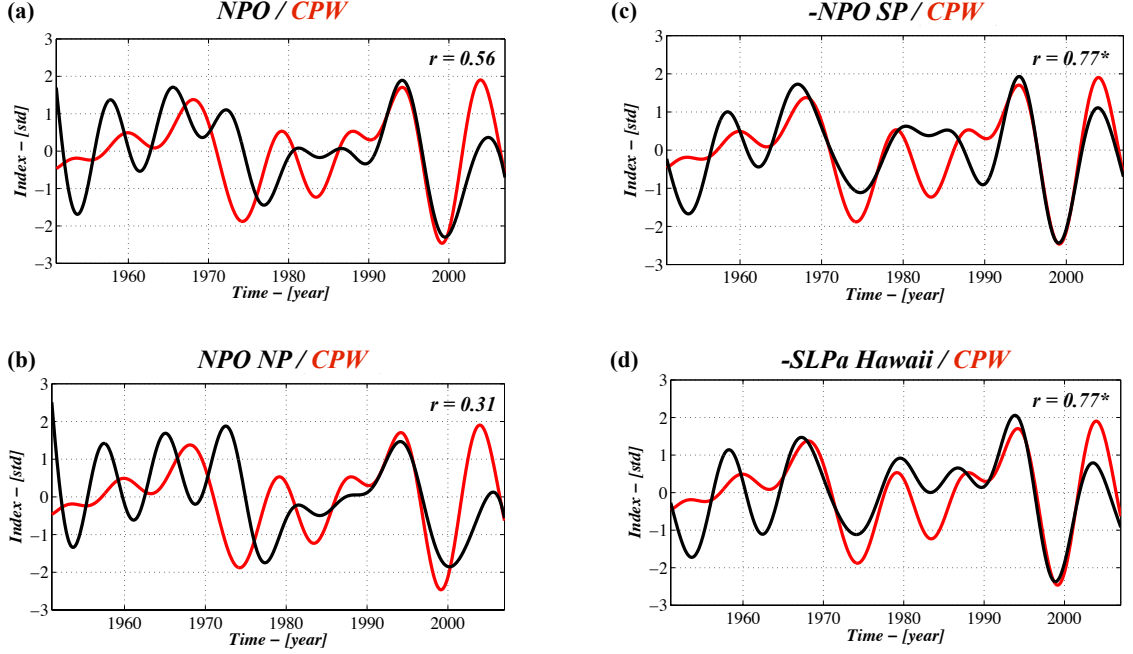 (a)
NPO / CPW
r = 0.56
3
2
1
0
−1
−2
−3
Index − [std]
1960
1970
1980
1990
2000
Time − [year]
(b)
NPO NP / CPW
r = 0.31
3
2
1
0
−1
−2
−3
Index − [std]
1960
1970
1980
1990
2000
Time − [year]
(c)
-NPO SP / CPW
r = 0.77*
3
2
1
0
−1
−2
−3
Index − [std]
1960
1970
1980
1990
2000
Time − [year]
(d)
-SLPa Hawaii / CPW
r = 0.77*
3
2
1
0
−1
−2
−3
Index − [std]
1960
1970
1980
1990
2000
Time − [year]